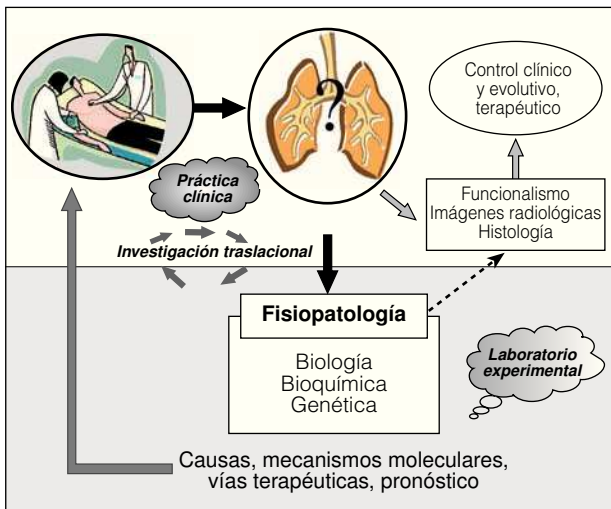 ?
Control clínico
y evolutivo,
terapéutico
Práctica
clínica
Funcionalismo
Imágenes radiológicas
Histología
Investigación traslacional
Fisiopatología
Biología
Bioquímica
Genética
Laboratorio
experimental
Causas, mecanismos moleculares,
vías terapéuticas, pronóstico